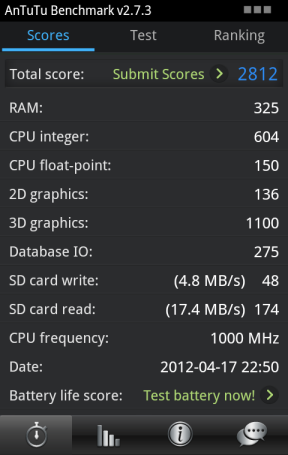 AnTuTu Benchmark v2.7.3
Scores Test Ranking
Total score: Submit Scores 2812
RAM: 325
CPU integer: 604
CPU float-point: 150
2D graphics: 136
3D graphics: 1100
Database IO: 275
SD card write: (4.8 MB/s) 48
SD card read: (17.4 MB/s) 174
CPU frequency: 1000 MHz
Date: 2012-04-17 22:50
Battery life score: Test battery now!